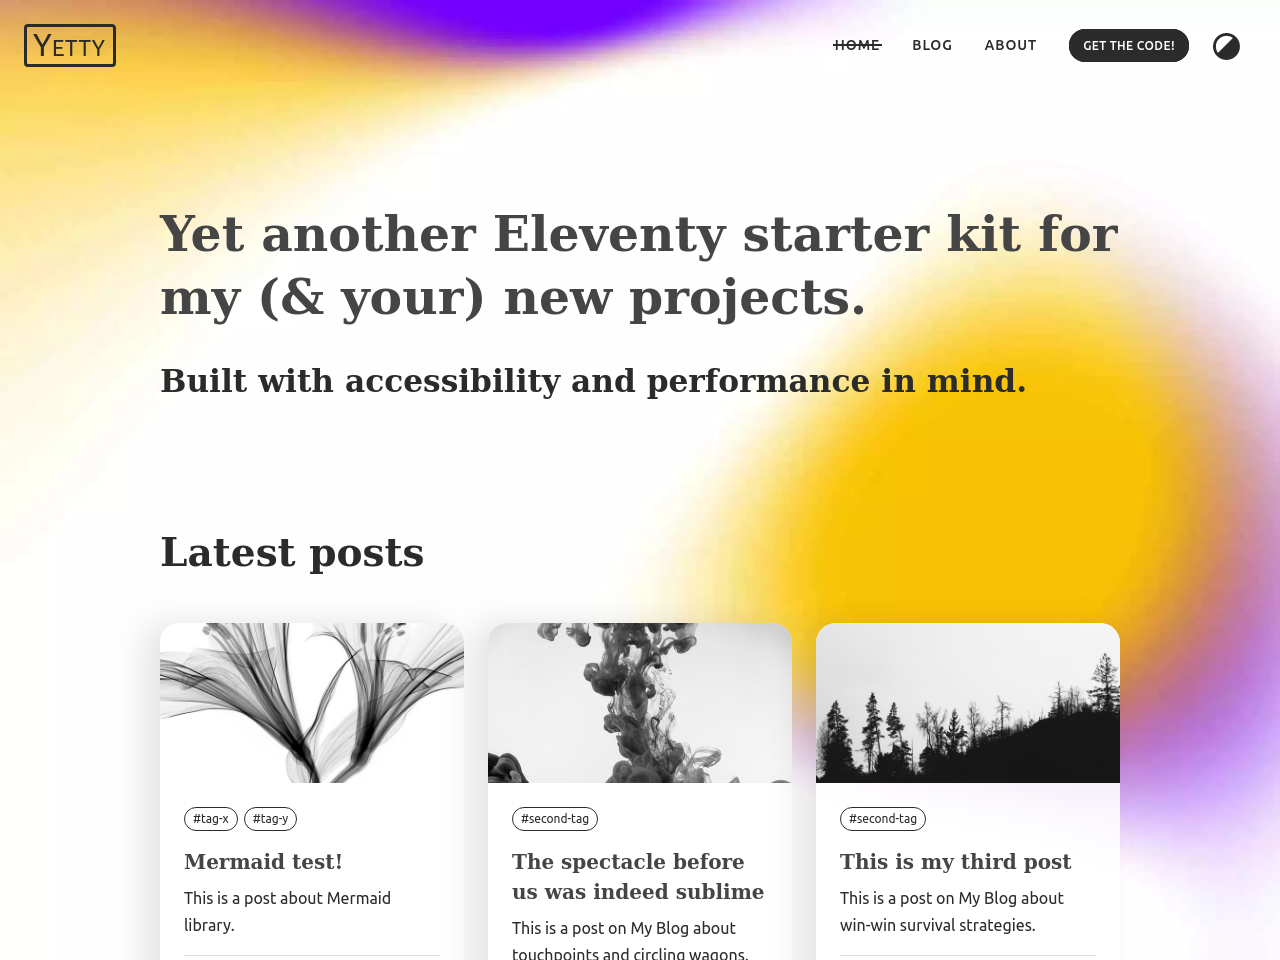 Yetty
HOME
BLOG
ABOUT
GET THE CODE!
Yet another Eleventy starter kit for
my (& your) new projects.
Built with accessibility and performance in mind.
Latest posts
#tag-x
#tag-y
Mermaid test!
This is a post about Mermaid
library.
#second-tag
The spectacle before
us was indeed sublime
This is a post on My Blog about
touchpoints and circling wagons.
#second-tag
This is my third post
This is a post on My Blog about
win-win survival strategies.